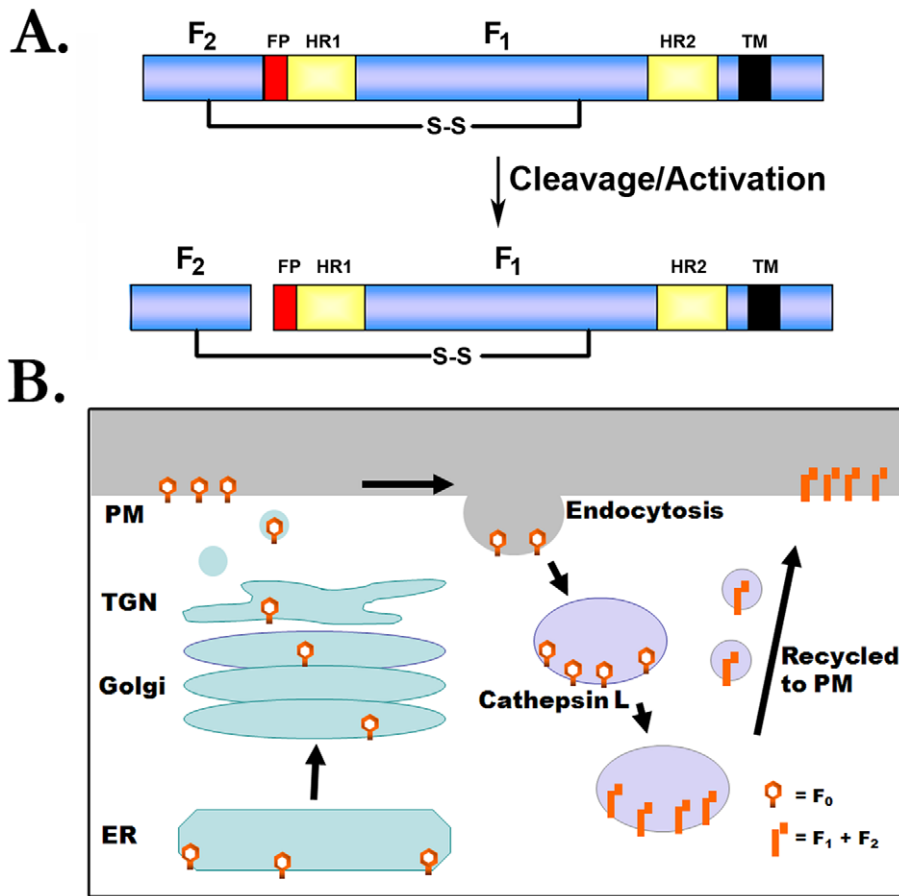 A.
F₂ FP HR1 F₁ HR2 TM
S-S
Cleavage/Activation
F₂ FP HR1 F₁ HR2 TM
S-S
B.
PM
Endocytosis
TGN
Golgi
Cathepsin L
Recycled
to PM
ER
= F₀
= F₁ + F₂